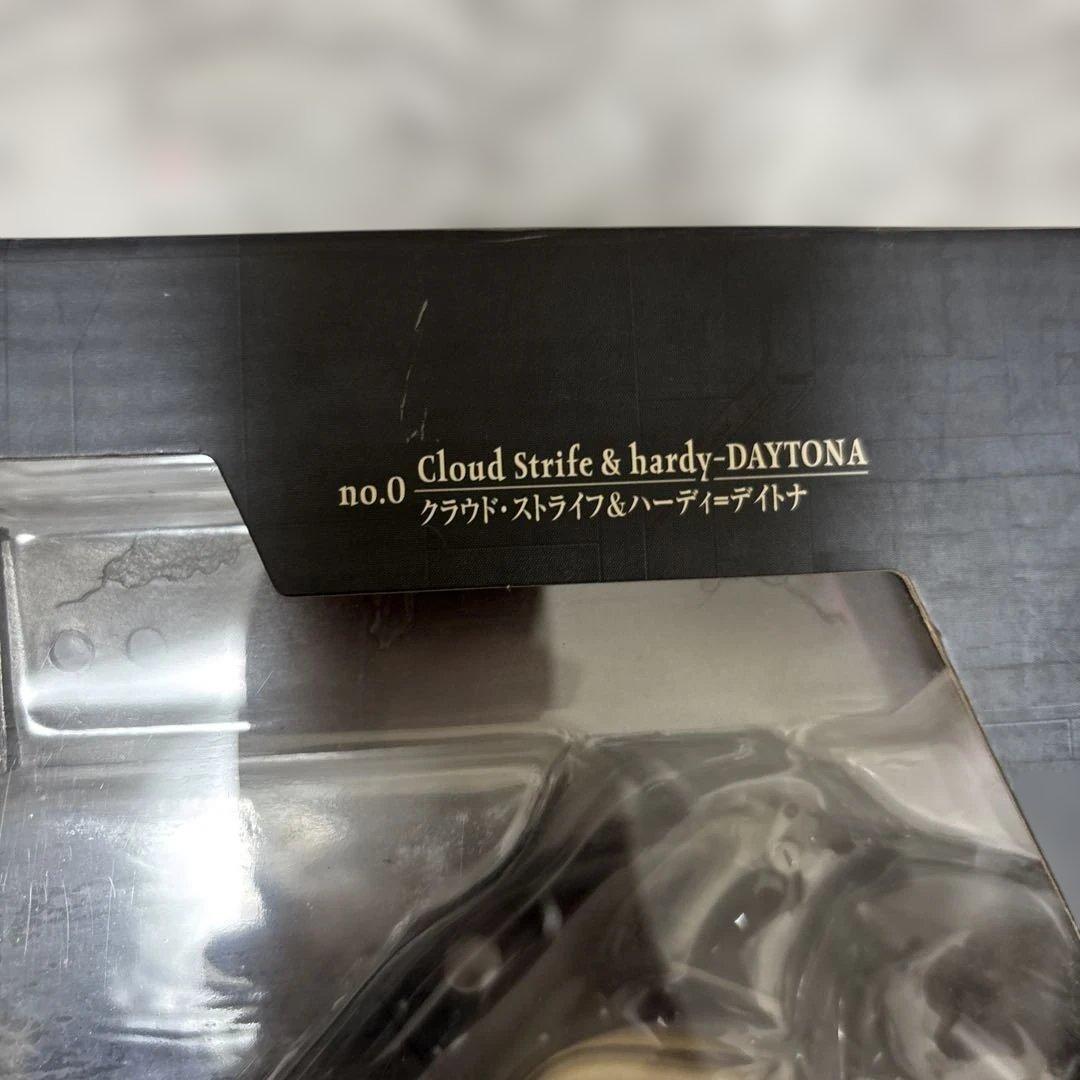 no.0 Cloud Strife & hardy-DAYTONA
クラウド・ストライフ&ハーディ=デイトナ